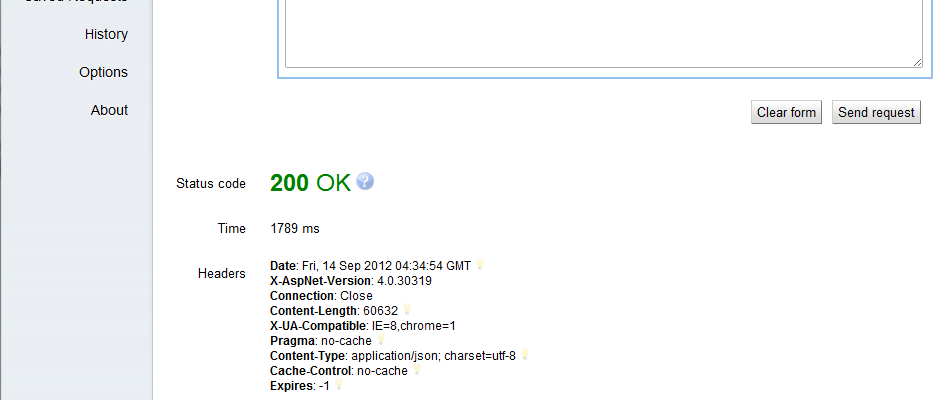 History
Options
About
Clear form Send request
Status code 200 OK ?
Time 1789 ms
Headers
Date: Fri, 14 Sep 2012 04:34:54 GMT
X-AspNet-Version: 4.0.30319
Connection: Close
Content-Length: 60632
X-UA-Compatible: IE=8,chrome=1
Pragma: no-cache
Content-Type: application/json; charset=utf-8
Cache-Control: no-cache
Expires: -1